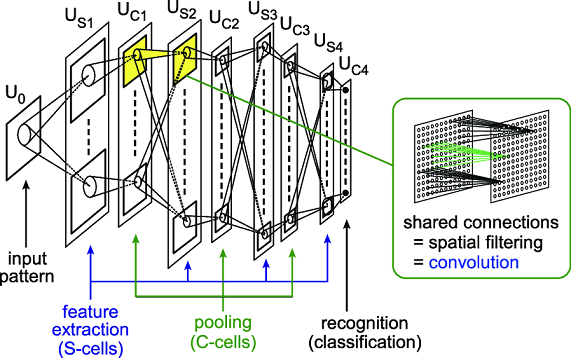 U0
US1
UC1
US2
UC2
US3
UC3
US4
UC4
input
pattern
feature
extraction
(S-cells)
pooling
(C-cells)
recognition
(classification)
shared connections
= spatial filtering
= convolution